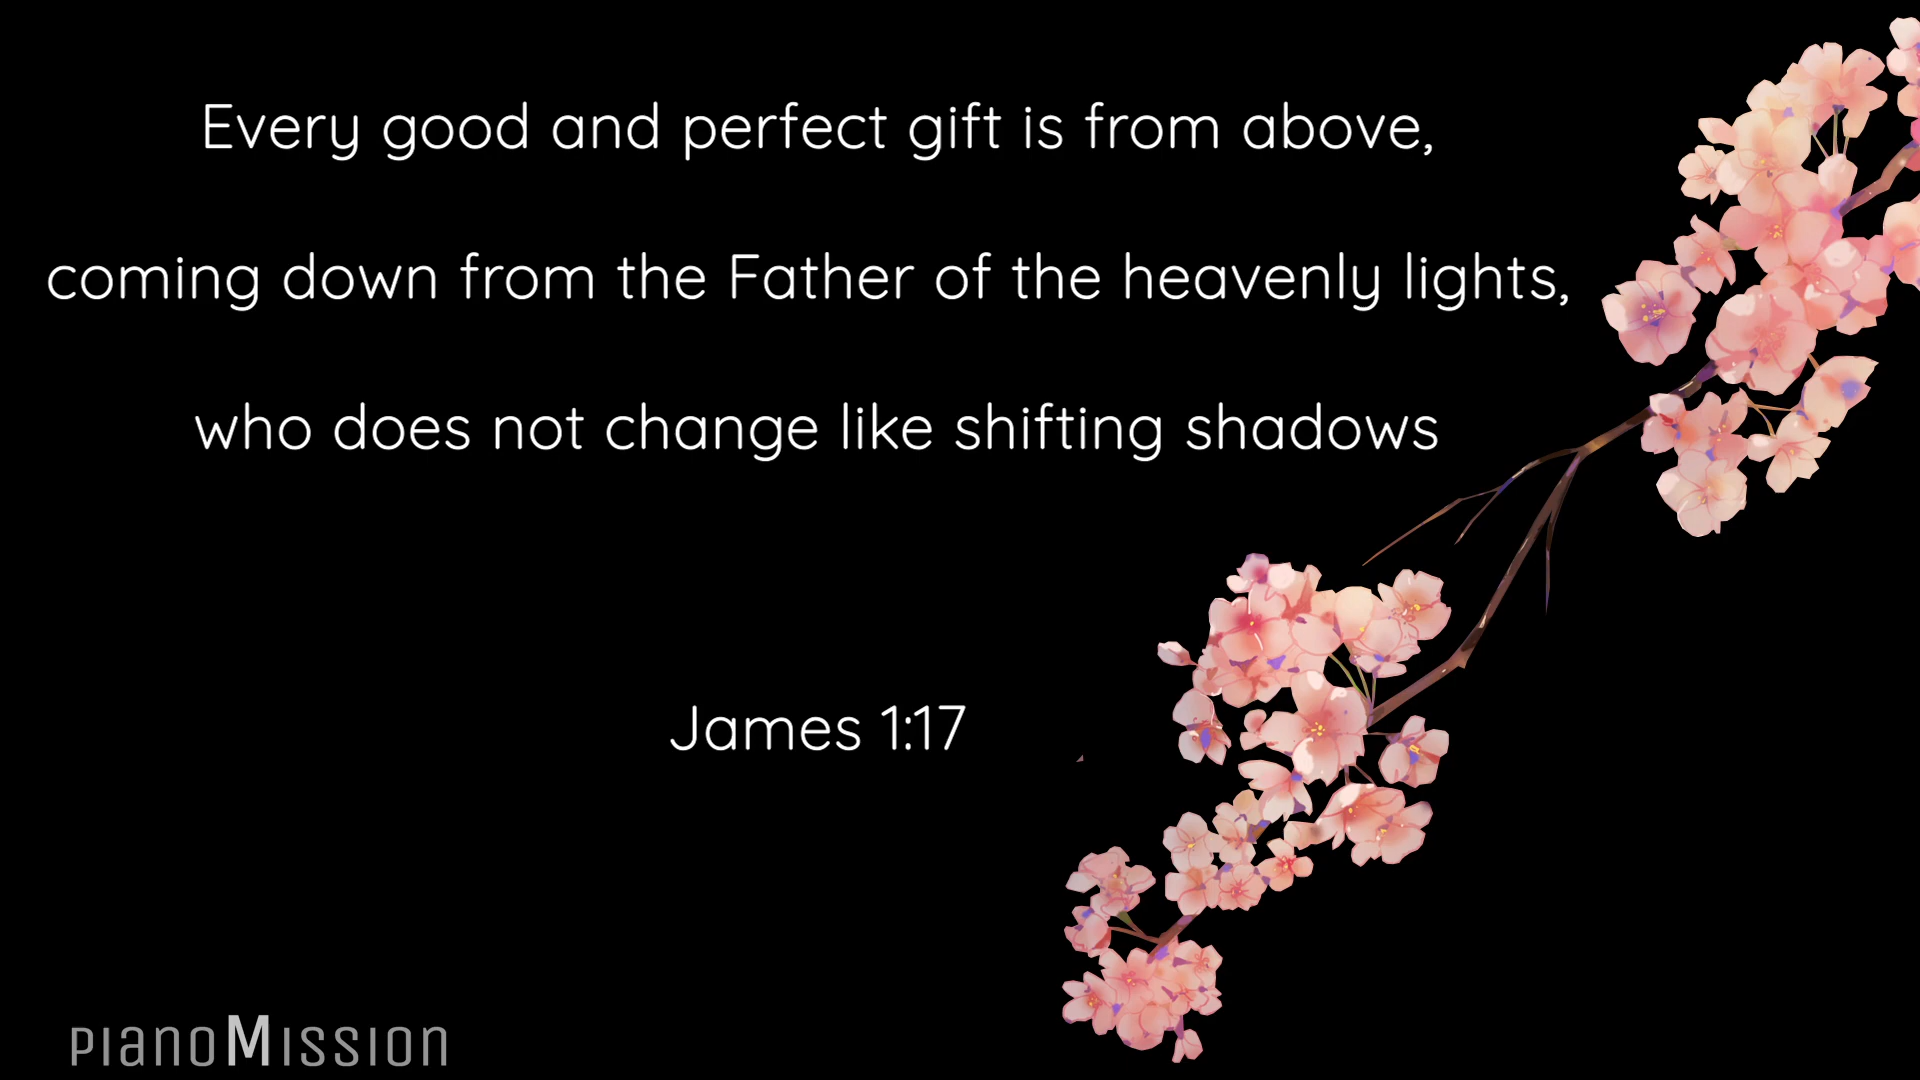 Every good and perfect gift is from above,
coming down from the Father of the heavenly lights,
who does not change like shifting shadows
James 1:17
pianoMission